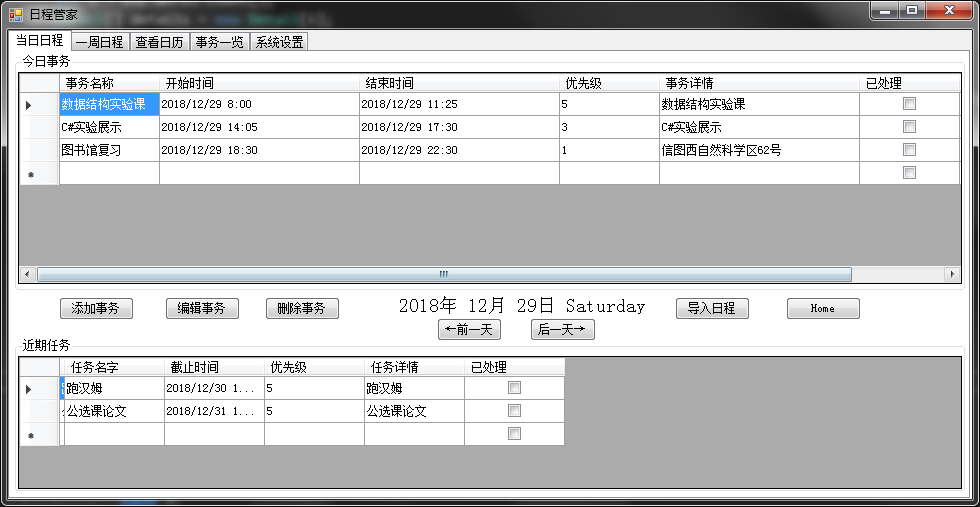 details = new Detail[s];
日程管家
当日日程 一周日程 查看日历 事务一览 系统设置
今日事务
事务名称 开始时间 结束时间 优先级 事务详情 已处理
数据结构实验课 2018/12/29 8:00 2018/12/29 11:25 5 数据结构实验课
C#实验展示 2018/12/29 14:05 2018/12/29 17:30 3 C#实验展示
图书馆复习 2018/12/29 18:30 2018/12/29 22:30 1 信图西自然科学区62号
添加事务 编辑事务 删除事务 2018年 12月 29日 Saturday 导入日程 Home
←前一天 后一天→
近期任务
任务名字 截止时间 优先级 任务详情 已处理
跑汉姆 2018/12/30 1... 5 跑汉姆
公选课论文 2018/12/31 1... 5 公选课论文